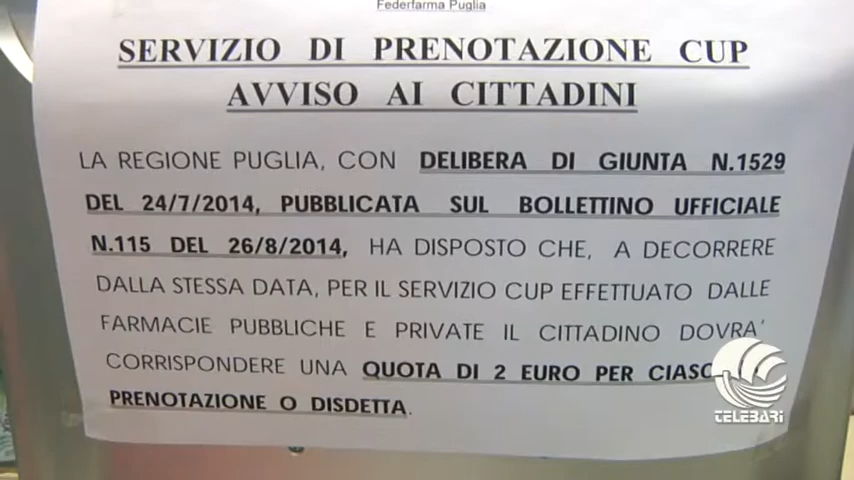 Federfarma Puglia
SERVIZIO DI PRENOTAZIONE CUP
AVVISO AI CITTADINI
LA REGIONE PUGLIA, CON DELIBERA DI GIUNTA N.1529
DEL 24/7/2014, PUBBLICATA SUL BOLLETTINO UFFICIALE
N.115 DEL 26/8/2014, HA DISPOSTO CHE, A DECORRERE
DALLA STESSA DATA, PER IL SERVIZIO CUP EFFETTUATO DALLE
FARMACIE PUBBLICHE E PRIVATE IL CITTADINO DOVRA'
CORRISPONDERE UNA QUOTA DI 2 EURO PER
PRENOTAZIONE O DISDETTA.
TELEBARI